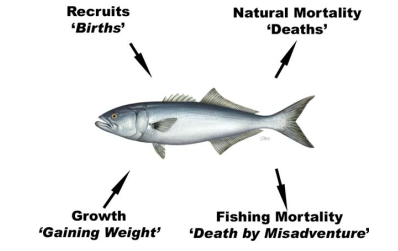 Recruits
‘Births’
Natural Mortality
‘Deaths’
Growth
‘Gaining Weight’
Fishing Mortality
‘Death by Misadventure’